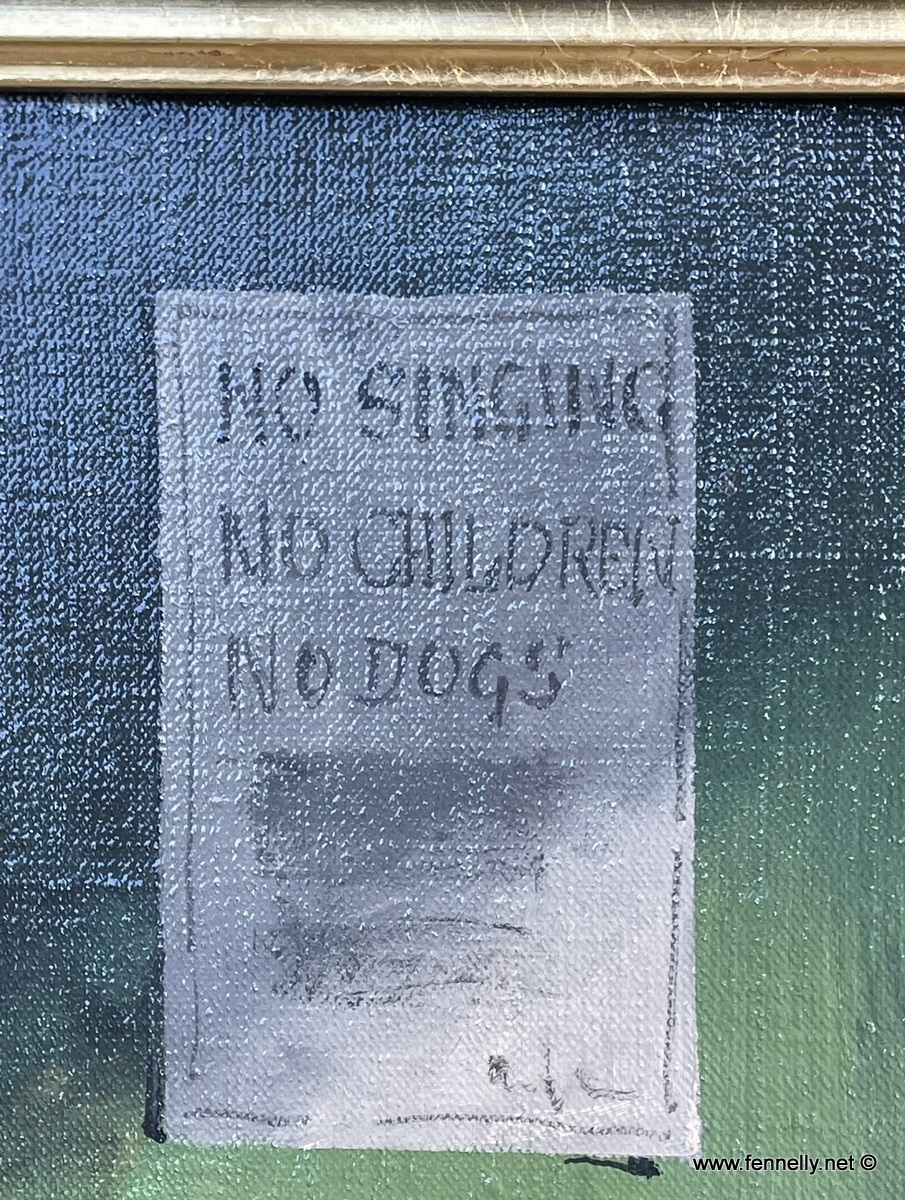 NO SINGING
NO CHILDREN
NO DOGS
www.fennelly.net ©